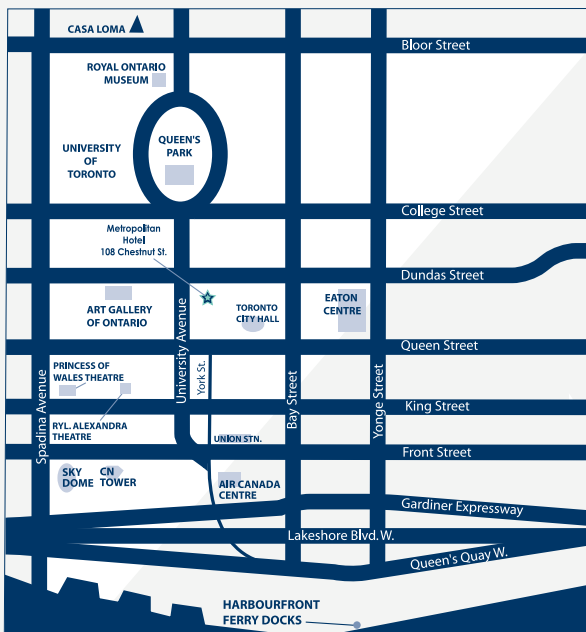 CASA LOMA
Bloor Street
ROYAL ONTARIO
MUSEUM
QUEEN'S
PARK
UNIVERSITY
OF
TORONTO
College Street
Metropolitan
Hotel
108 Chestnut St.
Dundas Street
ART GALLERY
OF ONTARIO
University Avenue
TORONTO
CITY HALL
EATON
CENTRE
Queen Street
PRINCESS OF
WALES THEATRE
York St.
Spadina Avenue
Bay Street
Yonge Street
King Street
RYL. ALEXANDRA
THEATRE
UNION STN.
Front Street
SKY
DOME
CN
TOWER
AIR CANADA
CENTRE
Gardiner Expressway
Lakeshore Blvd. W.
Queen's Quay W.
HARBOURFRONT
FERRY DOCKS